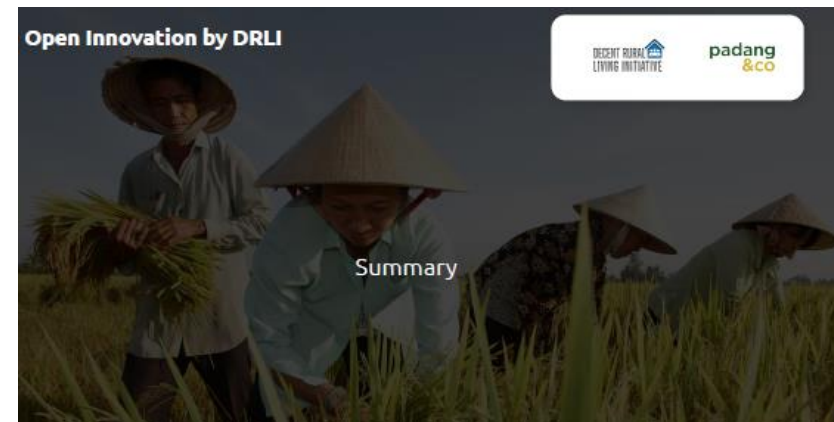 Open Innovation by DRLI
DECENT RURAL
LIVING INITIATIVE
padang
&co
Summary